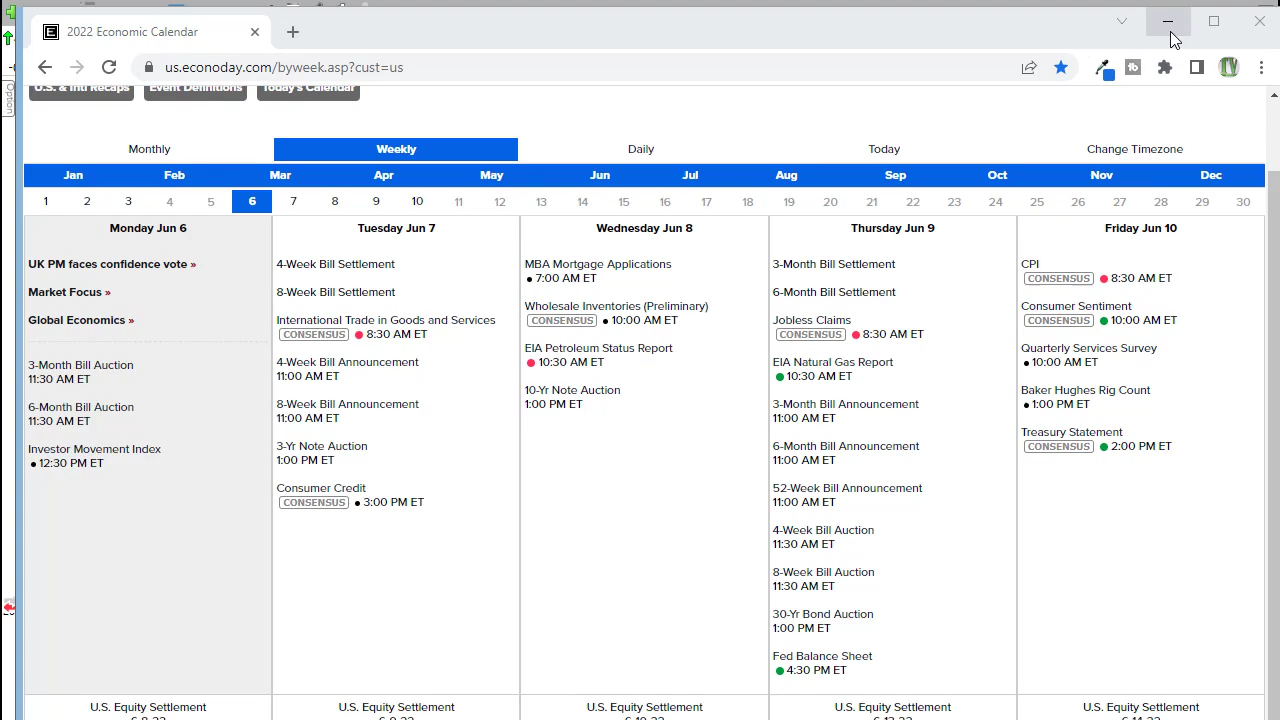 2022 Economic Calendar
us.econoday.com/byweek.asp?cust=us
Option
U.S. & Intl Recaps
Event Definitions
Today's Calendar
Monthly
Weekly
Daily
Today
Change Timezone
Jan Feb Mar Apr May Jun Jul Aug Sep Oct Nov Dec
1 2 3 4 5 6 7 8 9 10 11 12 13 14 15 16 17 18 19 20 21 22 23 24 25 26 27 28 29 30
Monday Jun 6
UK PM faces confidence vote »
Market Focus »
Global Economics »
3-Month Bill Auction
11:30 AM ET
6-Month Bill Auction
11:30 AM ET
Investor Movement Index
12:30 PM ET
U.S. Equity Settlement
Tuesday Jun 7
4-Week Bill Settlement
8-Week Bill Settlement
International Trade in Goods and Services
CONSENSUS 8:30 AM ET
4-Week Bill Announcement
11:00 AM ET
8-Week Bill Announcement
11:00 AM ET
3-Yr Note Auction
1:00 PM ET
Consumer Credit
CONSENSUS 3:00 PM ET
U.S. Equity Settlement
Wednesday Jun 8
MBA Mortgage Applications
7:00 AM ET
Wholesale Inventories (Preliminary)
CONSENSUS 10:00 AM ET
EIA Petroleum Status Report
10:30 AM ET
10-Yr Note Auction
1:00 PM ET
U.S. Equity Settlement
Thursday Jun 9
3-Month Bill Settlement
6-Month Bill Settlement
Jobless Claims
CONSENSUS 8:30 AM ET
EIA Natural Gas Report
10:30 AM ET
3-Month Bill Announcement
11:00 AM ET
6-Month Bill Announcement
11:00 AM ET
52-Week Bill Announcement
11:00 AM ET
4-Week Bill Auction
11:30 AM ET
8-Week Bill Auction
11:30 AM ET
30-Yr Bond Auction
1:00 PM ET
Fed Balance Sheet
4:30 PM ET
U.S. Equity Settlement
Friday Jun 10
CPI
CONSENSUS 8:30 AM ET
Consumer Sentiment
CONSENSUS 10:00 AM ET
Quarterly Services Survey
10:00 AM ET
Baker Hughes Rig Count
1:00 PM ET
Treasury Statement
CONSENSUS 2:00 PM ET
U.S. Equity Settlement